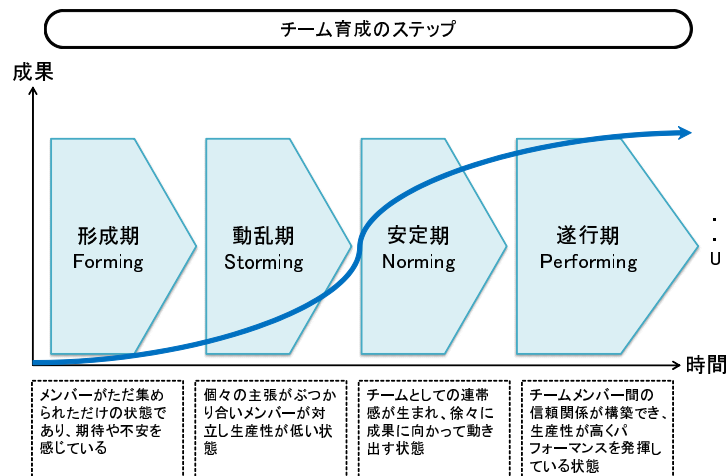 チーム育成のステップ
成果
形成期
Forming
動乱期
Storming
安定期
Norming
遂行期
Performing
・
・
U
時間
メンバーがただ集め
られただけの状態で
あり、期待や不安を
感じている
個々の主張がぶつか
り合いメンバーが対
立し生産性が低い状
態
チームとしての連帯
感が生まれ、徐々に
成果に向かって動き
出す状態
チームメンバー間の
信頼関係が構築でき、
生産性が高くパ
フォーマンスを発揮し
ている状態